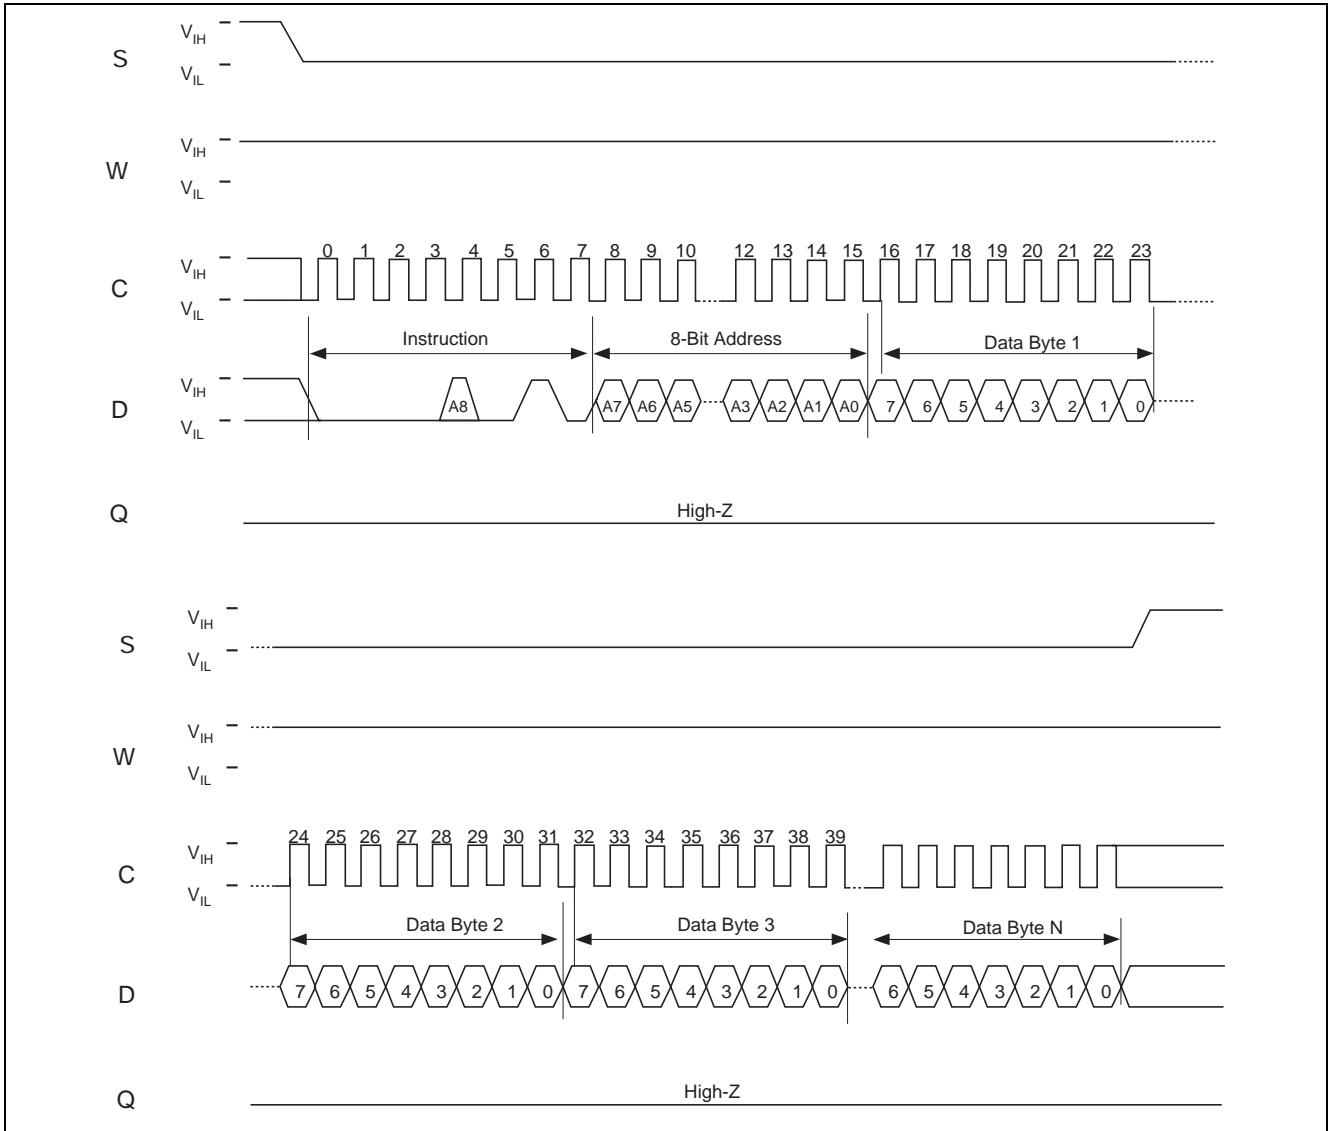 S
VIH
VIL
W
VIH
VIL
C
VIH
VIL
0 1 2 3 4 5 6 7 8 9 10 12 13 14 15 16 17 18 19 20 21 22 23
Instruction 8-Bit Address Data Byte 1
D
VIH
VIL
A8 A7 A6 A5 A3 A2 A1 A0 7 6 5 4 3 2 1 0
Q
High-Z
S
VIH
VIL
W
VIH
VIL
C
VIH
VIL
24 25 26 27 28 29 30 31 32 33 34 35 36 37 38 39
Data Byte 2 Data Byte 3 Data Byte N
D
7 6 5 4 3 2 1 0 7 6 5 4 3 2 1 0 6 5 4 3 2 1 0
Q
High-Z